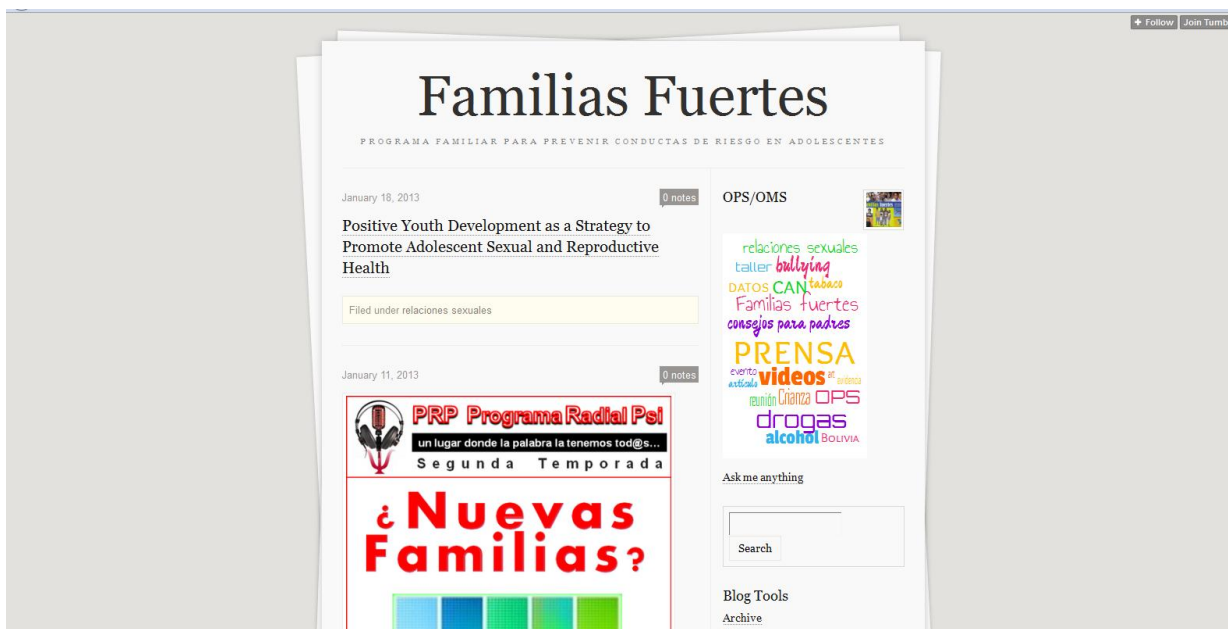 + Follow
Join Tumb
Familias Fuertes
PROGRAMA FAMILIAR PARA PREVENIR CONDUCTAS DE RIESGO EN ADOLESCENTES
January 18, 2013
0 notes
Positive Youth Development as a Strategy to
Promote Adolescent Sexual and Reproductive
Health
Filed under relaciones sexuales
January 11, 2013
0 notes
PRP Programa Radial Psi
un lugar donde la palabra la tenemos tod@s...
Segunda Temporada
¿Nuevas
Familias?
OPS/OMS
relaciones sexuales
taller bullying
DATOS CAN tabaco
Familias fuertes
consejos para padres
PRENSA
evento
artículo videos
reunión Crianza OPS
drogas
alcohol BOLIVIA
Ask me anything
Search
Blog Tools
Archive